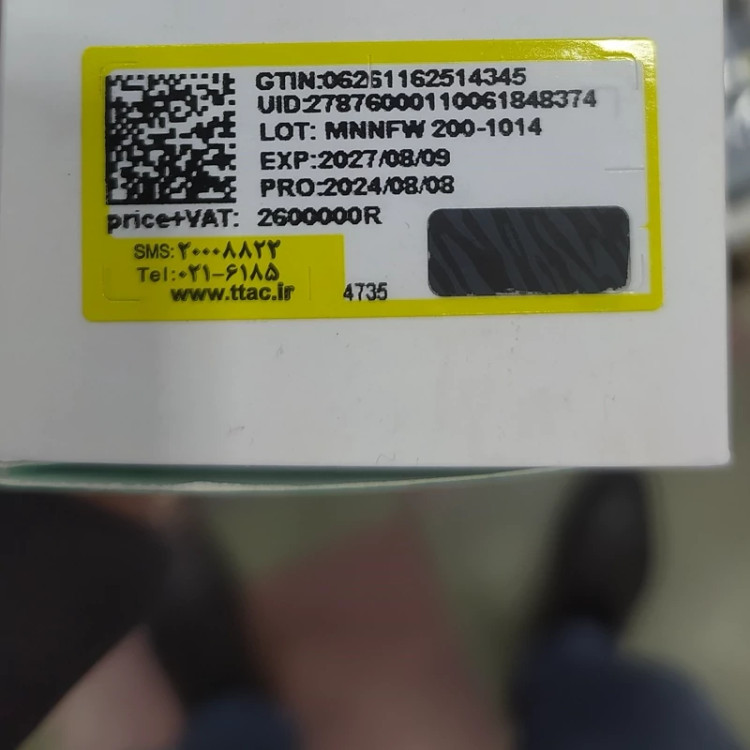 GTIN:06261162514345
UID:27876000110061848374
LOT: MNNFW 200-1014
EXP:2027/08/09
PRO:2024/08/08
price+VAT: 2600000R
SMS:۲۰۰۰۸۸۲۲
Tel:۰۲۱-۶۱۸۵
www.ttac.ir
4735